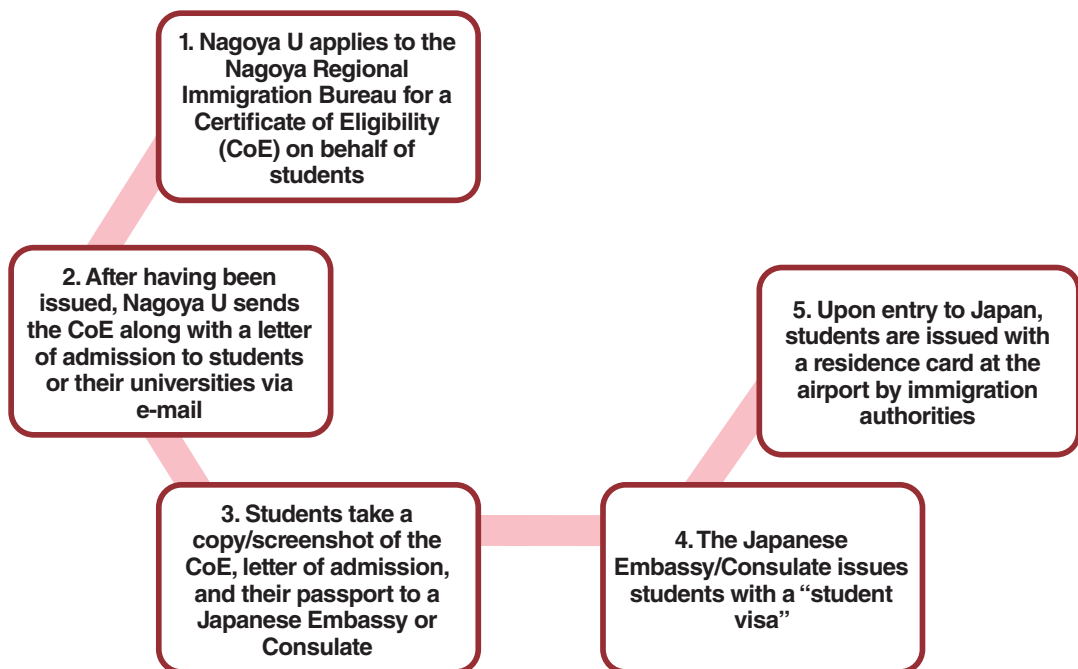 1. Nagoya U applies to the
Nagoya Regional
Immigration Bureau for a
Certificate of Eligibility
(CoE) on behalf of
students
2. After having been
issued, Nagoya U sends
the CoE along with a letter
of admission to students
or their universities via
e-mail
3. Students take a
copy/screenshot of the
CoE, letter of admission,
and their passport to a
Japanese Embassy or
Consulate
4. The Japanese
Embassy/Consulate issues
students with a “student
visa”
5. Upon entry to Japan,
students are issued with
a residence card at the
airport by immigration
authorities